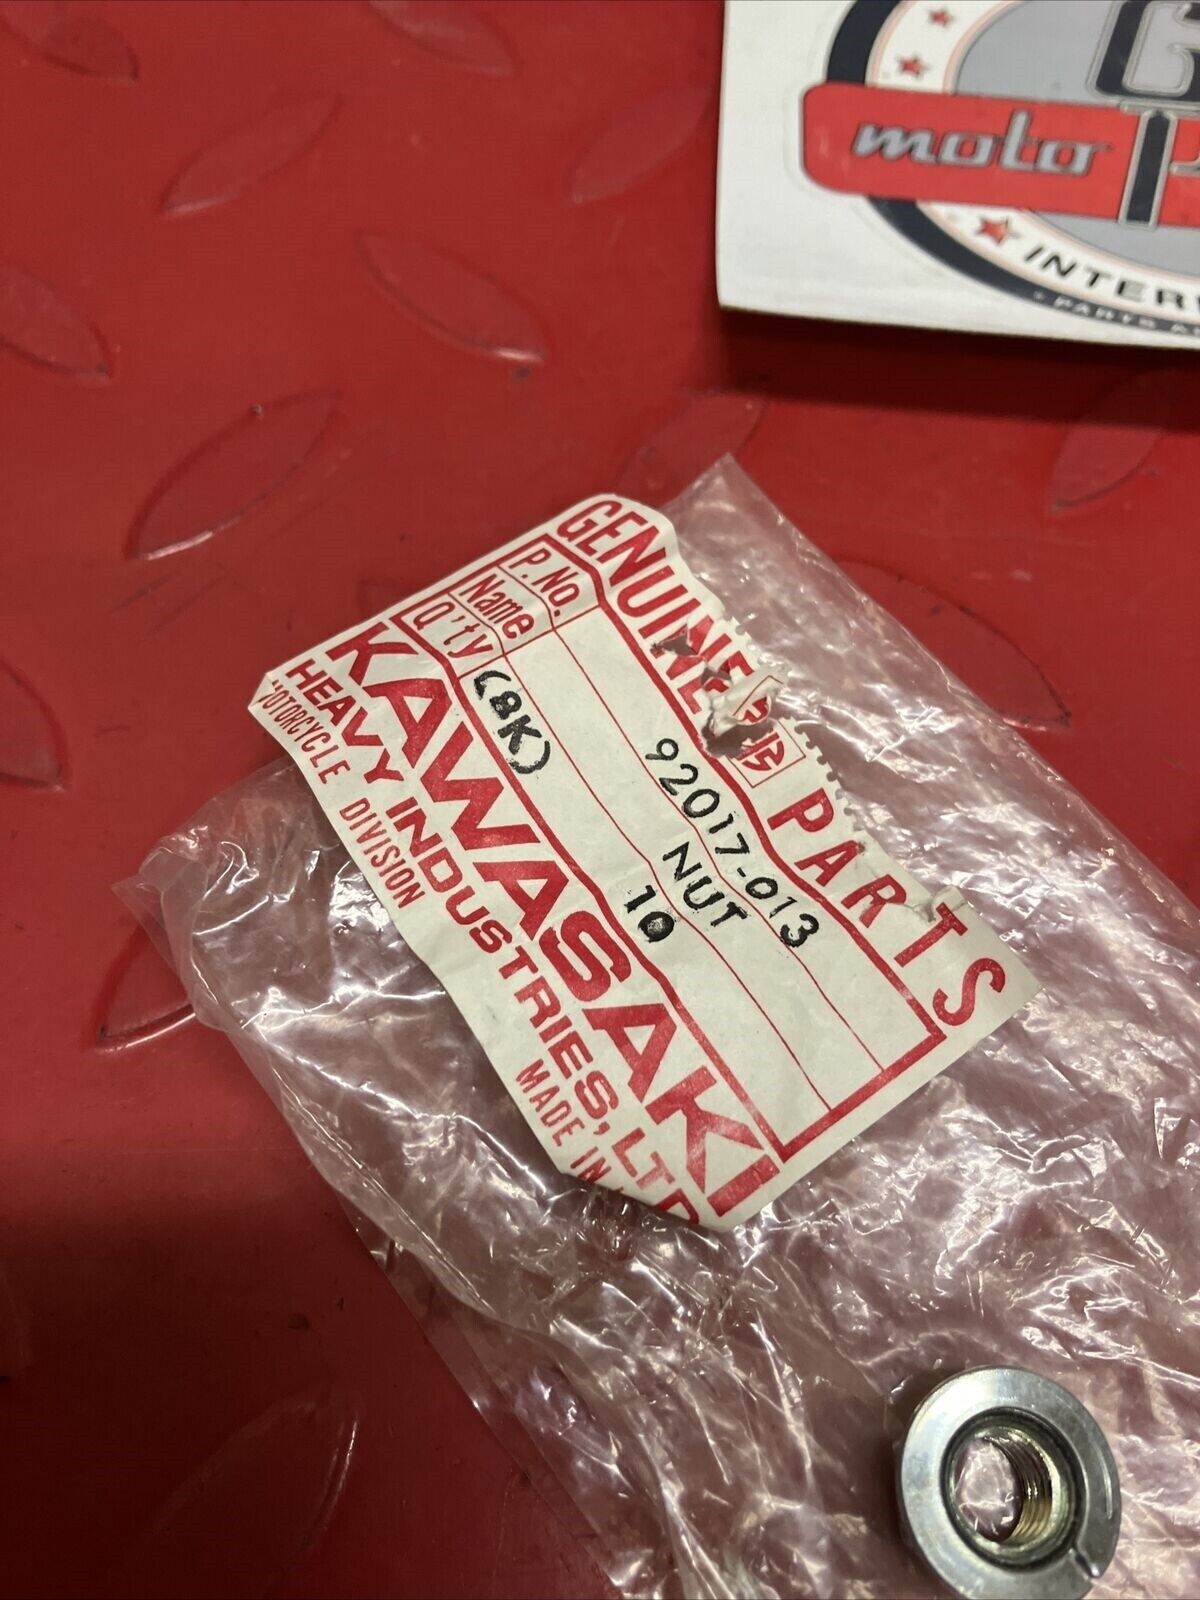 moto
INTER
PARTS A
GENUINE PARTS
P.No. 92017-013
Name NUT
Q'ty (8K) 10
KAWASAKI
HEAVY INDUSTRIES, LTD
MOTORCYCLE DIVISION MADE IN